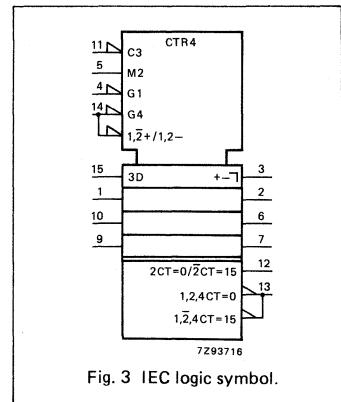 CTR4
11 C3
5 M2
4 G1
14 G4
1,2̅+/1,2−
15 3D +−¬ 3
1 2
10 6
9 7
2CT=0/2̅CT=15 12
1,2,4CT=0 13
1,2̅,4CT=15
7Z93716
Fig. 3 IEC logic symbol.